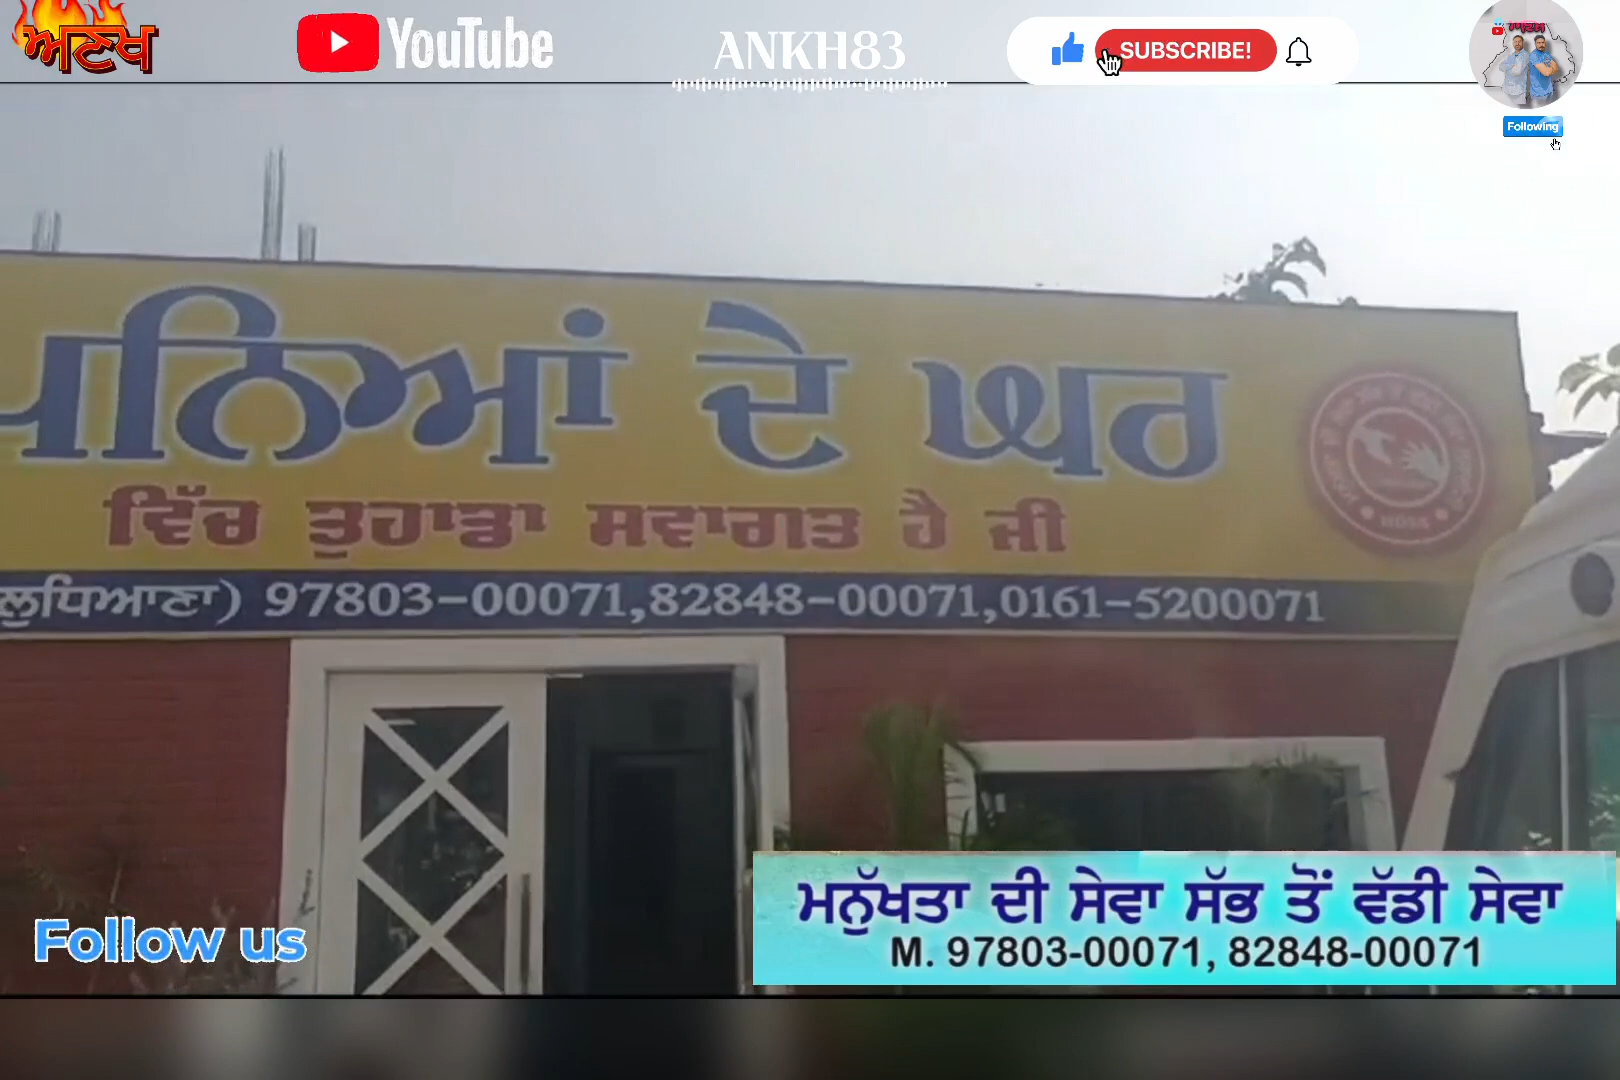 ਅਣਖ
YouTube
ANKH83
SUBSCRIBE!
Following
ਪਨਿਆਂ ਦੇ ਘਰ
ਵਿੱਚ ਤੁਹਾਡਾ ਸਵਾਗਤ ਹੈ ਜੀ
ਲੁਧਿਆਣਾ) 97803-00071,82848-00071,0161-5200071
Follow us
ਮਨੁੱਖਤਾ ਦੀ ਸੇਵਾ ਸੱਭ ਤੋਂ ਵੱਡੀ ਸੇਵਾ
M. 97803-00071, 82848-00071